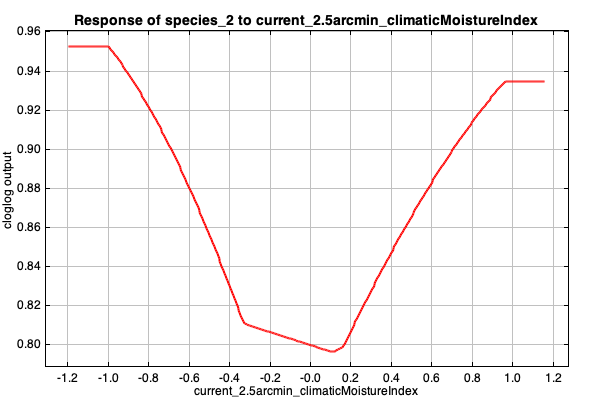 Response of species_2 to current_2.5arcmin_climaticMoistureIndex
0.96
0.94
0.92
0.90
0.88
0.86
0.84
0.82
0.80
cloglog output
-1.2 -1.0 -0.8 -0.6 -0.4 -0.2 -0.0 0.2 0.4 0.6 0.8 1.0 1.2
current_2.5arcmin_climaticMoistureIndex